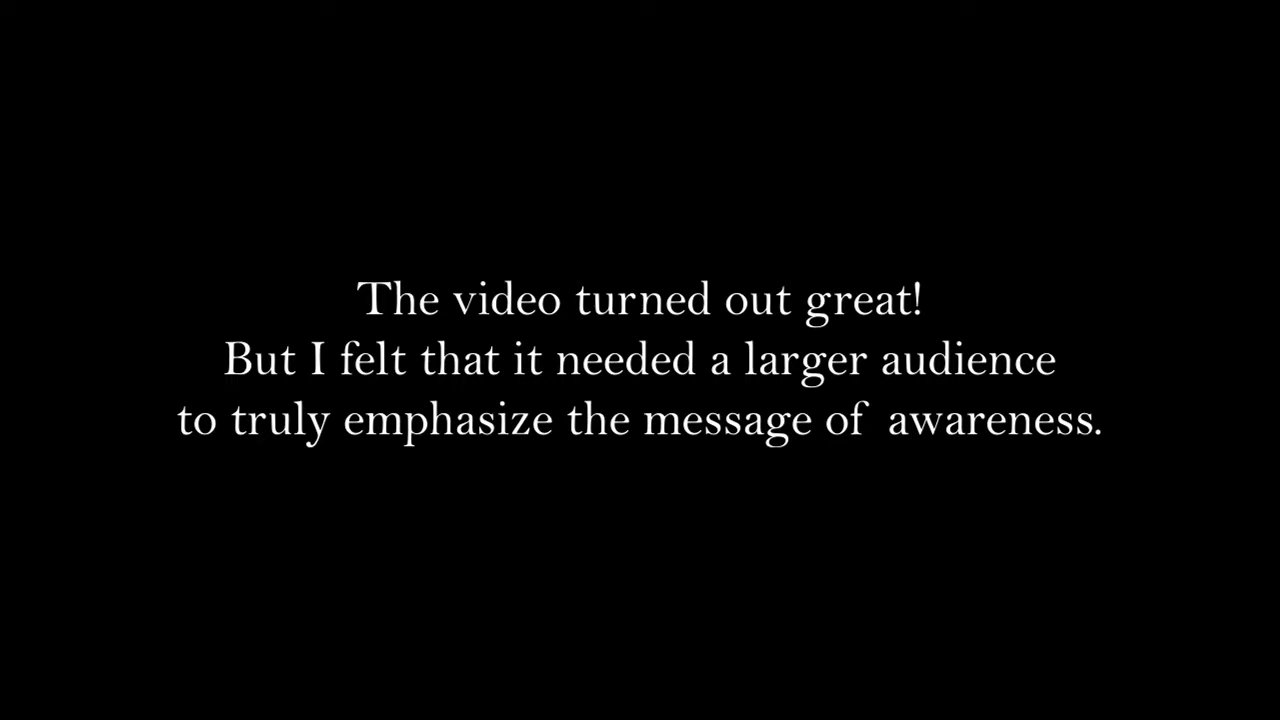 The video turned out great!
But I felt that it needed a larger audience
to truly emphasize the message of awareness.